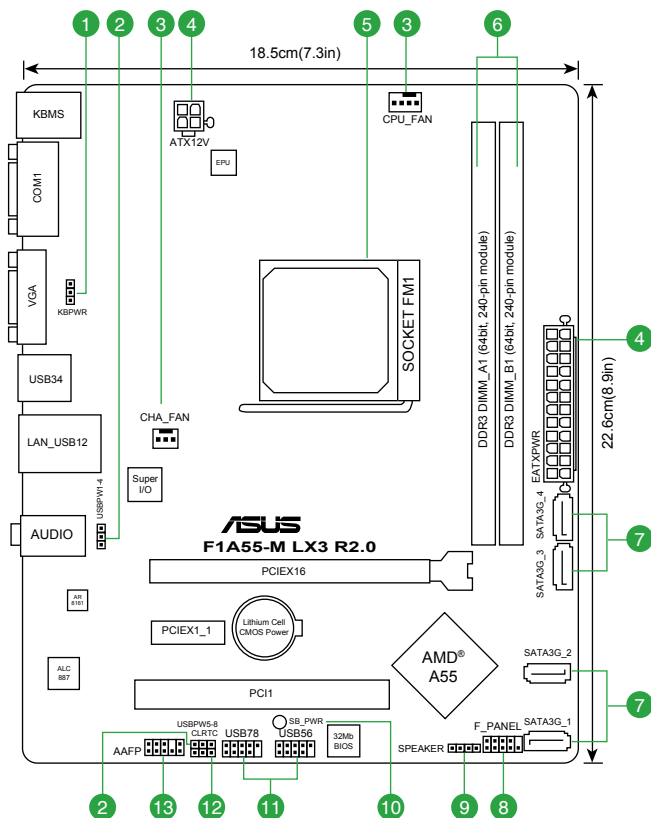 1 2 3 4 5 3 6
18.5cm(7.3in)
KBMS
ATX12V
CPU_FAN
EPU
COM1
VGA
KBPWR
SOCKET FM1
DDR3 DIMM_A1 (64bit, 240-pin module)
DDR3 DIMM_B1 (64bit, 240-pin module)
4
22.6cm(8.9in)
EATXPWR
USB34
CHA_FAN
LAN_USB12
Super
I/O
USBPW1-4
AUDIO
SATA3G_4
SATA3G_3
7
ASUS
F1A55-M LX3 R2.0
PCIEX16
AR
8161
PCIEX1_1
Lithium Cell
CMOS Power
AMD®
A55
SATA3G_2
ALC
887
PCI1
7
USBPW5-8
CLRTC
AAFP
USB78
SB_PWR
USB56
32Mb
BIOS
SPEAKER
F_PANEL
SATA3G_1
2 13 12 11 10 9 8